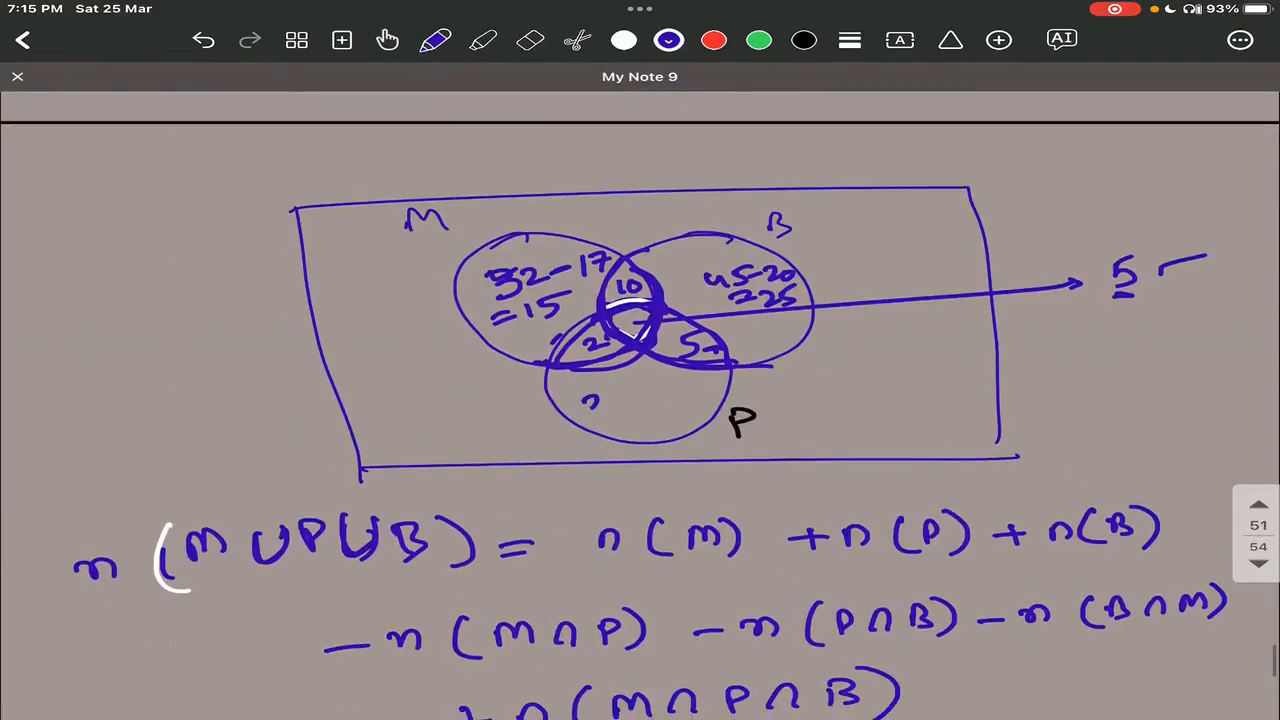 7:15 PM Sat 25 Mar
93%
A
AI
My Note 9
M
B
32-17
=15
10
45-20
=25
5
2
5
P
51
54
n (M ∪ P ∪ B) = n (M) + n (P) + n(B)
- n (M ∩ P) - n (P ∩ B) - n (B ∩ M)
+ n (M ∩ P ∩ B)